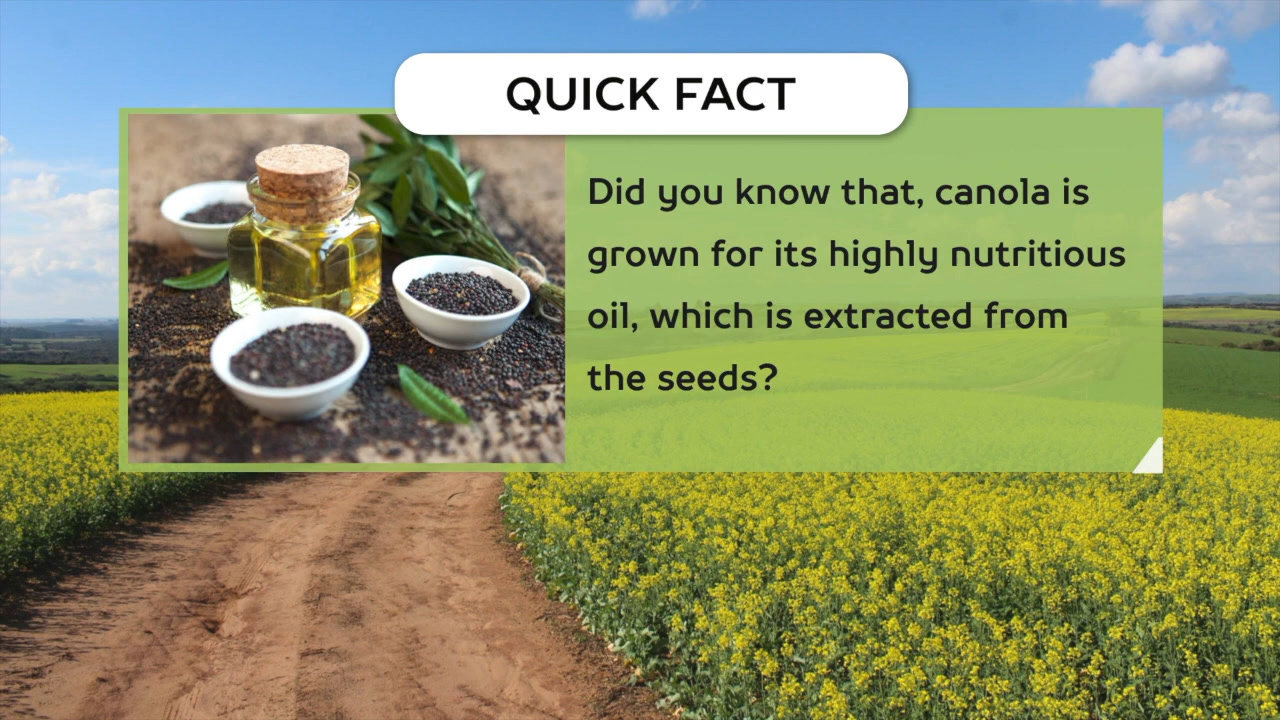 QUICK FACT
Did you know that, canola is
grown for its highly nutritious
oil, which is extracted from
the seeds?